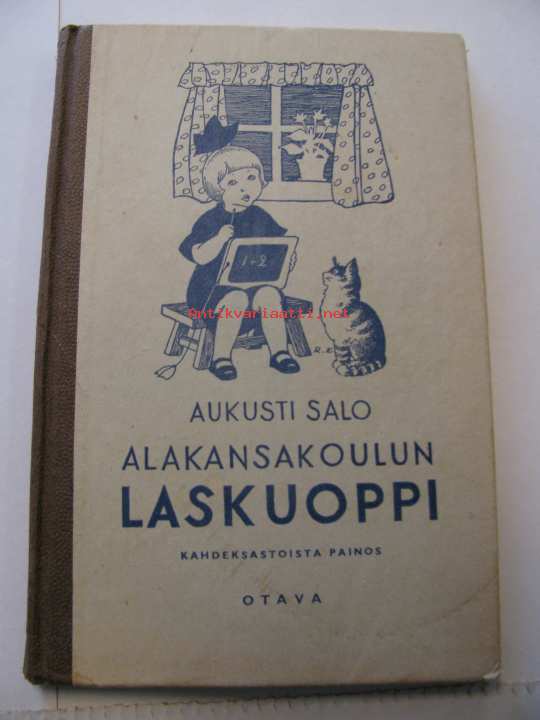 1+2
Antikvariaatti.net
R.K
AUKUSTI SALO
ALAKANSAKOULUN
LASKUOPPI
KAHDEKSASTOISTA PAINOS
OTAVA